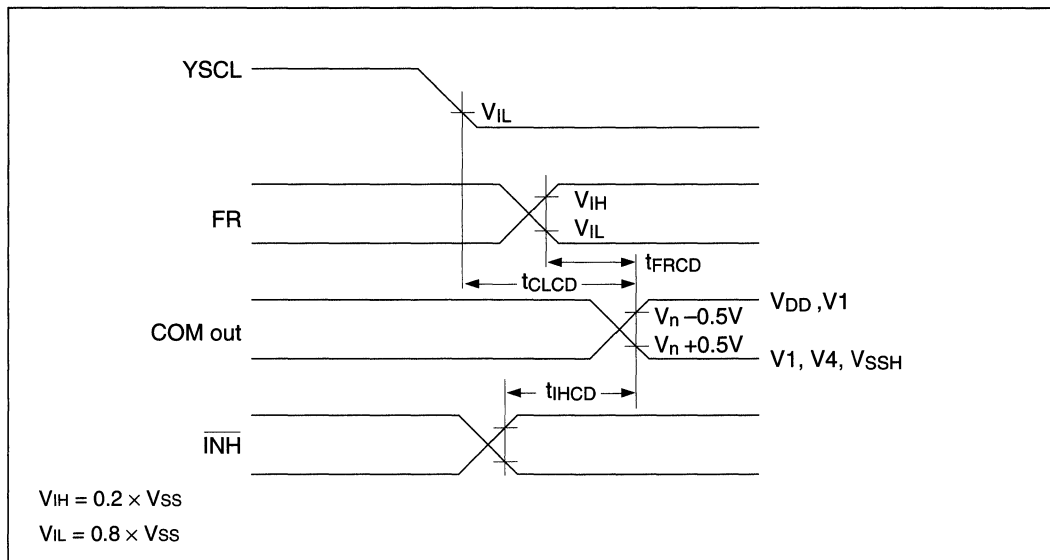 YSCL
VIL
FR
VIH
VIL
tFRCD
tCLCD
COM out
VDD ,V1
Vn –0.5V
Vn +0.5V
V1, V4, VSSH
tIHCD
INH
VIH = 0.2 × VSS
VIL = 0.8 × VSS